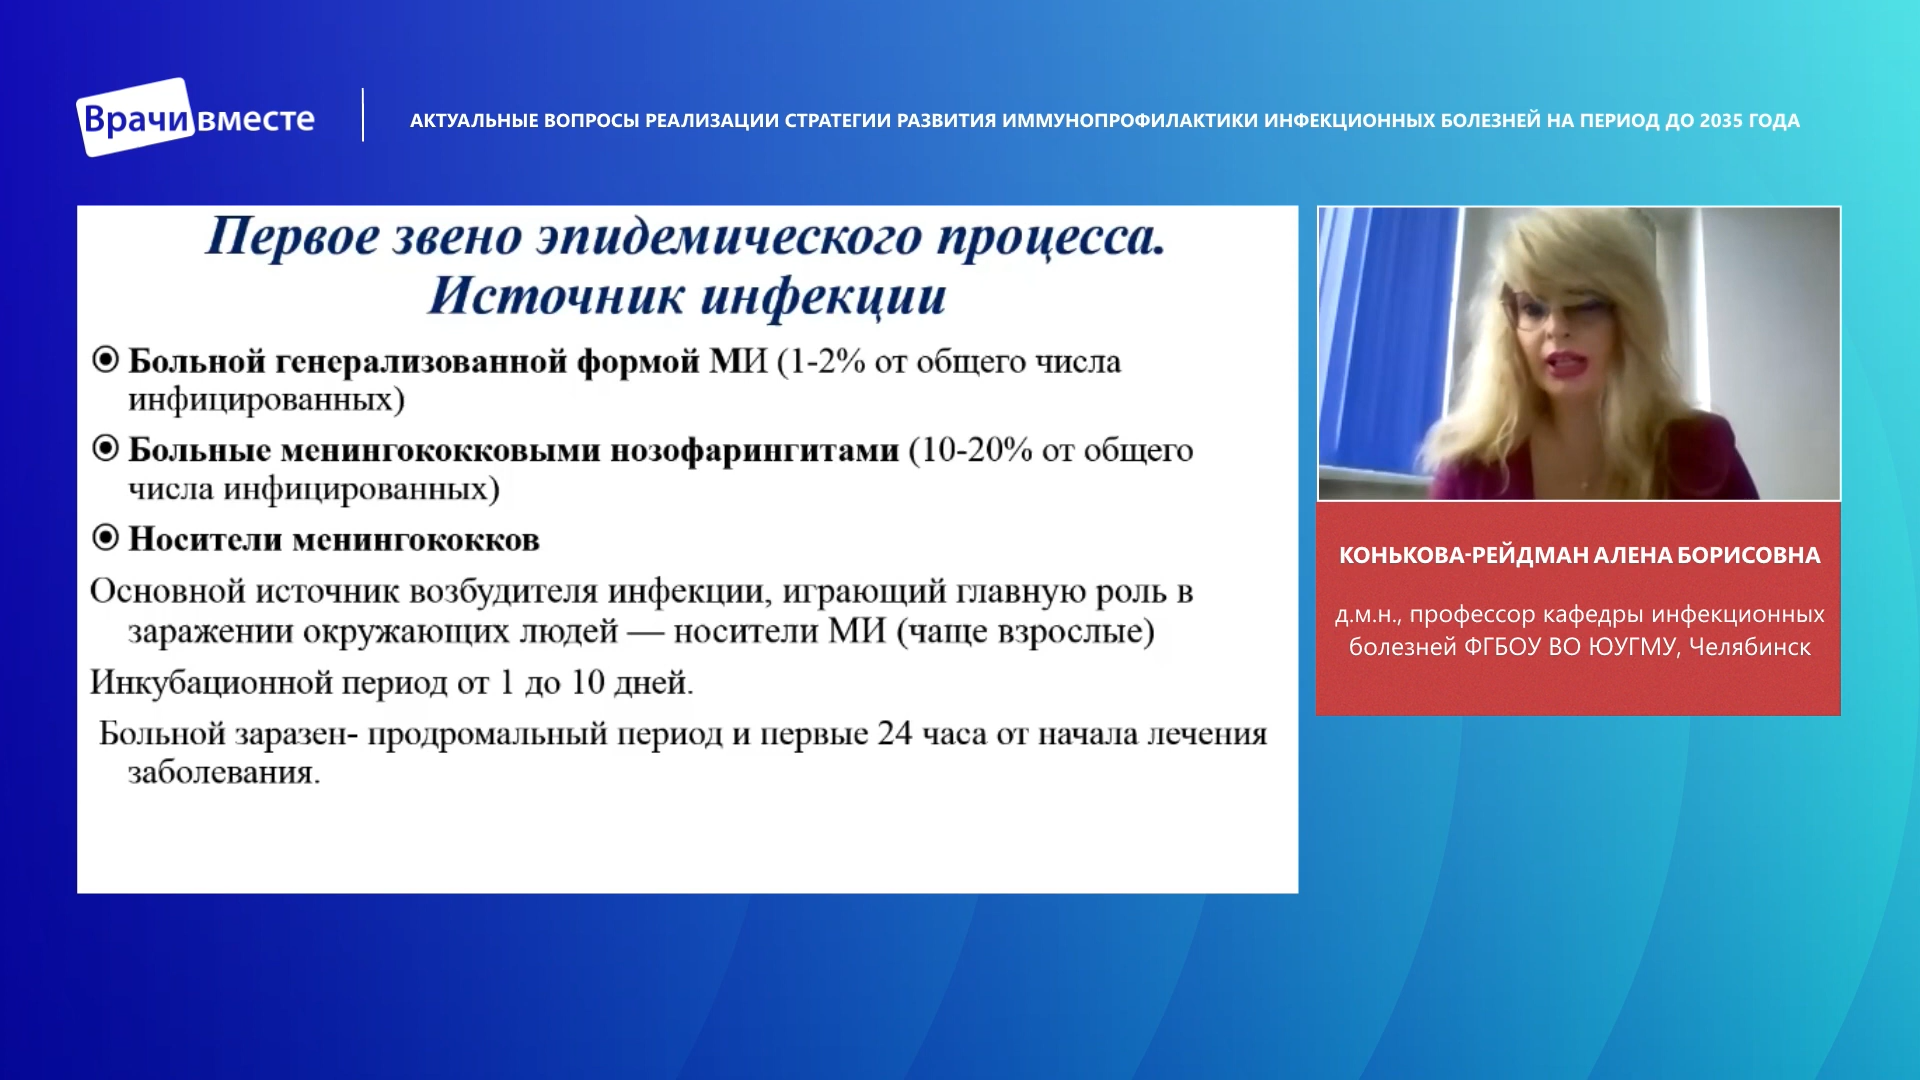 Врачи вместе
АКТУАЛЬНЫЕ ВОПРОСЫ РЕАЛИЗАЦИИ СТРАТЕГИИ РАЗВИТИЯ ИММУНОПРОФИЛАКТИКИ ИНФЕКЦИОННЫХ БОЛЕЗНЕЙ НА ПЕРИОД ДО 2035 ГОДА
Первое звено эпидемического процесса.
Источник инфекции
Больной генерализованной формой МИ (1-2% от общего числа
инфицированных)
Больные менингококковыми нозофарингитами (10-20% от общего
числа инфицированных)
Носители менингококков
Основной источник возбудителя инфекции, играющий главную роль в
заражении окружающих людей — носители МИ (чаще взрослые)
Инкубационной период от 1 до 10 дней.
Больной заразен- продромальный период и первые 24 часа от начала лечения
заболевания.
КОНЬКОВА-РЕЙДМАН АЛЕНА БОРИСОВНА
д.м.н., профессор кафедры инфекционных
болезней ФГБОУ ВО ЮУГМУ, Челябинск